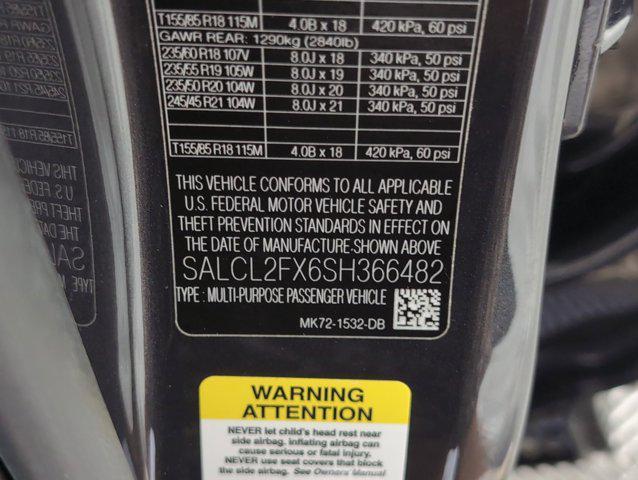 T155/85 R18 115M 4.0B x 18 420 kPa, 60 psi
GAWR REAR: 1290kg (2840lb)
235/60 R18 107V 8.0J x 18 340 kPa, 50 psi
235/55 R19 105W 8.0J x 19 340 kPa, 50 psi
235/50 R20 104W 8.0J x 20 340 kPa, 50 psi
245/45 R21 104W 8.0J x 21 340 kPa, 50 psi
T155/85 R18 115M 4.0B x 18 420 kPa, 60 psi
THIS VEHICLE CONFORMS TO ALL APPLICABLE
U.S. FEDERAL MOTOR VEHICLE SAFETY AND
THEFT PREVENTION STANDARDS IN EFFECT ON
THE DATE OF MANUFACTURE SHOWN ABOVE
SALCL2FX6SH366482
TYPE : MULTI-PURPOSE PASSENGER VEHICLE
MK72-1532-DB
WARNING
ATTENTION
NEVER let child's head rest near
side airbag. Inflating airbag can
cause serious or fatal injury.
NEVER use seat covers that block
the side airbag. See Owners Manual